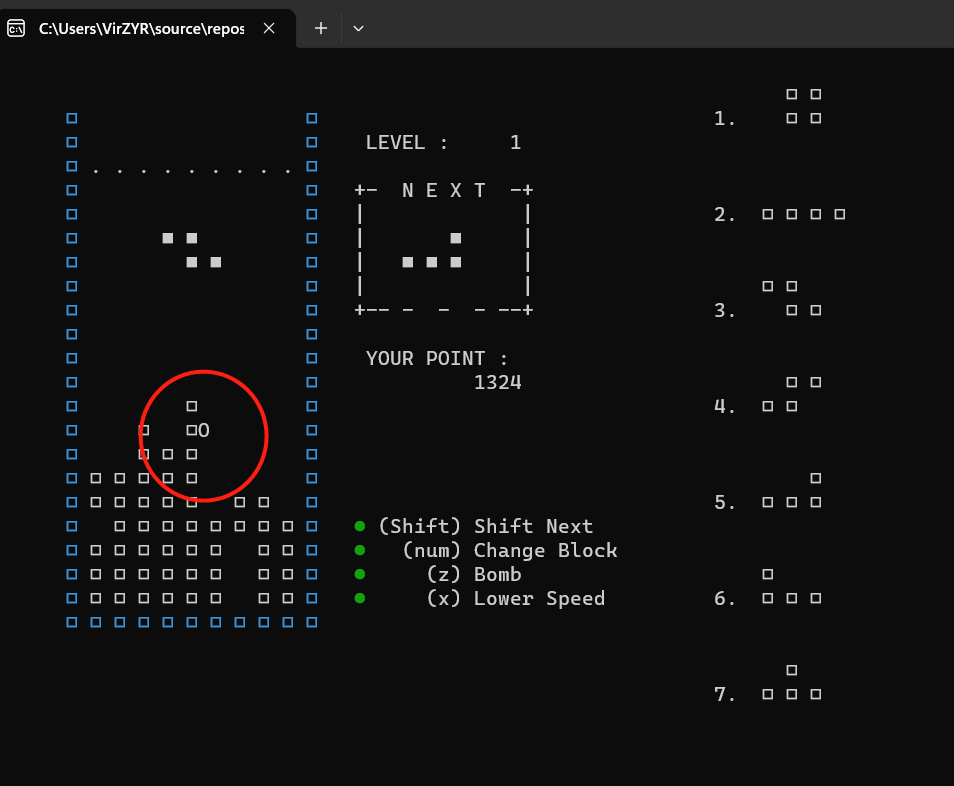 C:\Users\VirZYR\source\repos
LEVEL : 1
+- N E X T -+
YOUR POINT :
1324
O
(Shift) Shift Next
(num) Change Block
(z) Bomb
(x) Lower Speed
1.
2.
3.
4.
5.
6.
7.